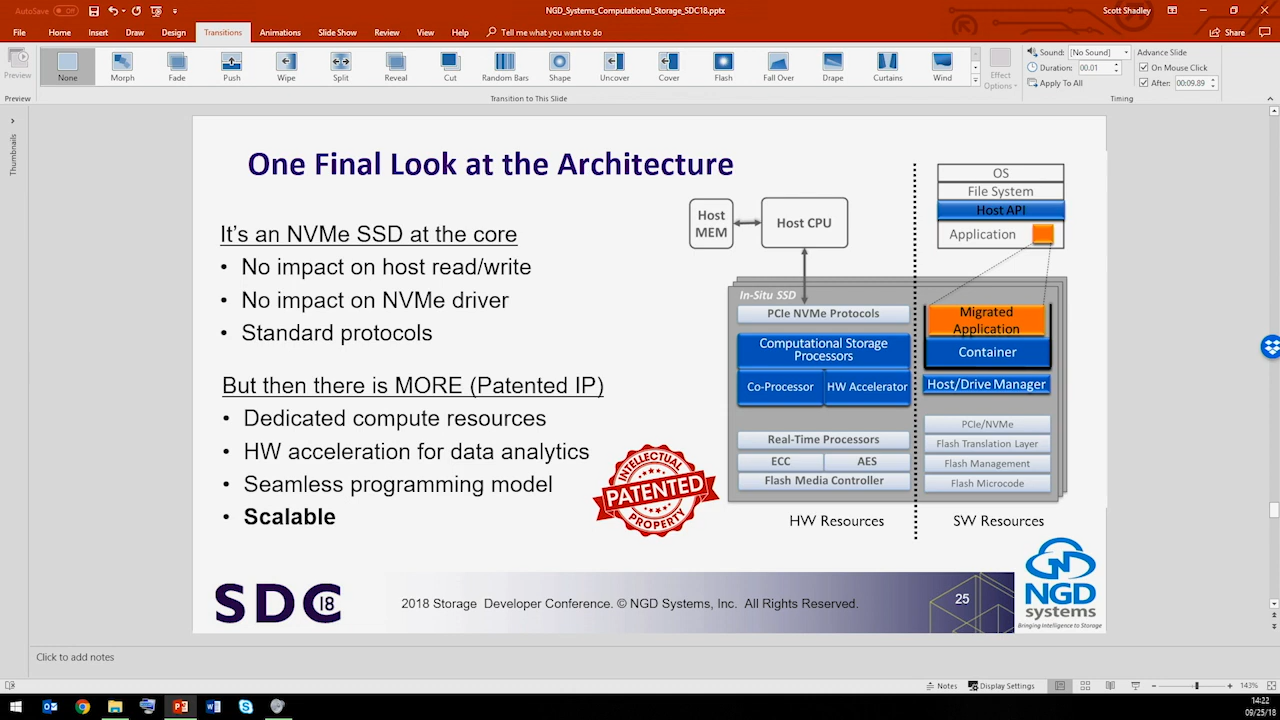 AutoSave Off
NGD_Systems_Computational_Storage_SDC18.pptx
Scott Shadley
File Home Insert Draw Design Transitions Animations Slide Show Review View Help Tell me what you want to do
Share
Preview
None Morph Fade Push Wipe Split Reveal Cut Random Bars Shape Uncover Cover Flash Fall Over Drape Curtains Wind
Effect
Options
Sound: [No Sound]
Duration: 00.01
Apply To All
Advance Slide
On Mouse Click
After: 00:09.89
Preview
Transition to This Slide
Timing
Thumbnails
One Final Look at the Architecture
It's an NVMe SSD at the core
• No impact on host read/write
• No impact on NVMe driver
• Standard protocols
But then there is MORE (Patented IP)
• Dedicated compute resources
• HW acceleration for data analytics
• Seamless programming model
• Scalable
INTELLECTUAL
PATENTED
PROPERTY
Host
MEM
Host CPU
In-Situ SSD
PCIe NVMe Protocols
Computational Storage
Processors
Co-Processor
HW Accelerator
Real-Time Processors
ECC
AES
Flash Media Controller
HW Resources
OS
File System
Host API
Application
Migrated
Application
Container
Host/Drive Manager
PCIe/NVMe
Flash Translation Layer
Flash Management
Flash Microcode
SW Resources
SDC 18
2018 Storage Developer Conference. © NGD Systems, Inc. All Rights Reserved.
25
NGD
systems
Bringing Intelligence to Storage
Click to add notes
Notes
Display Settings
143%
14:22
09/25/18